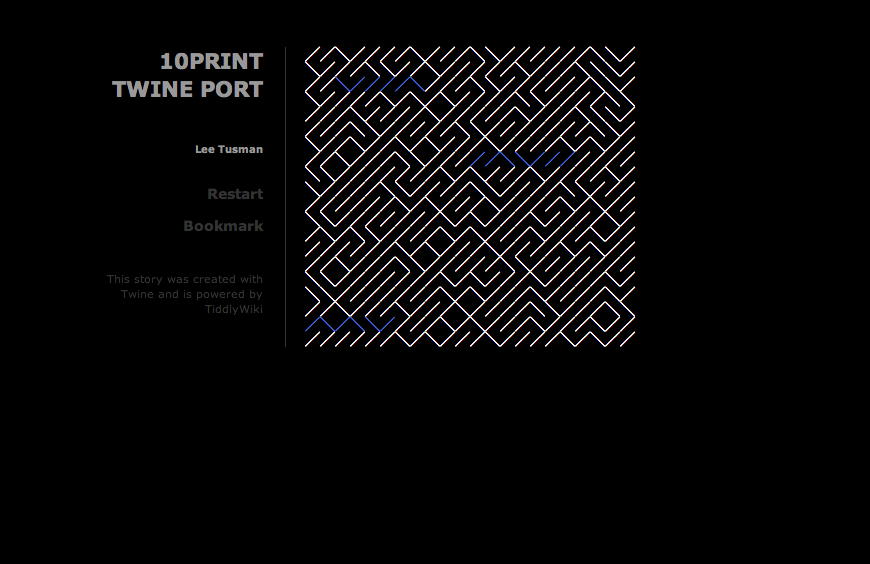 10PRINT
TWINE PORT
Lee Tusman
Restart
Bookmark
This story was created with
Twine and is powered by
TiddlyWiki